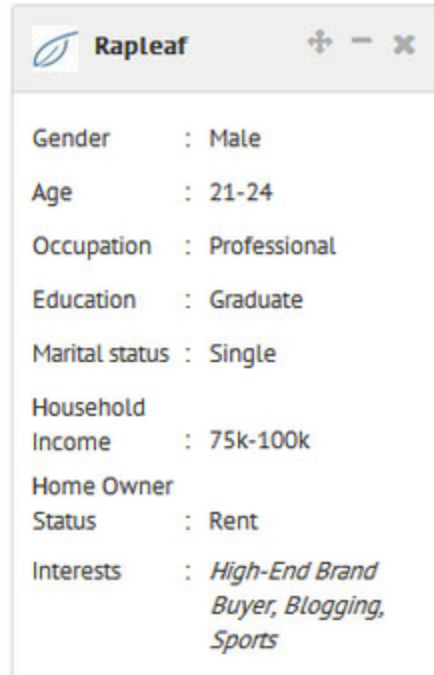 Rapleaf
Gender : Male
Age : 21-24
Occupation : Professional
Education : Graduate
Marital status : Single
Household
Income : 75k-100k
Home Owner
Status : Rent
Interests : High-End Brand
Buyer, Blogging,
Sports